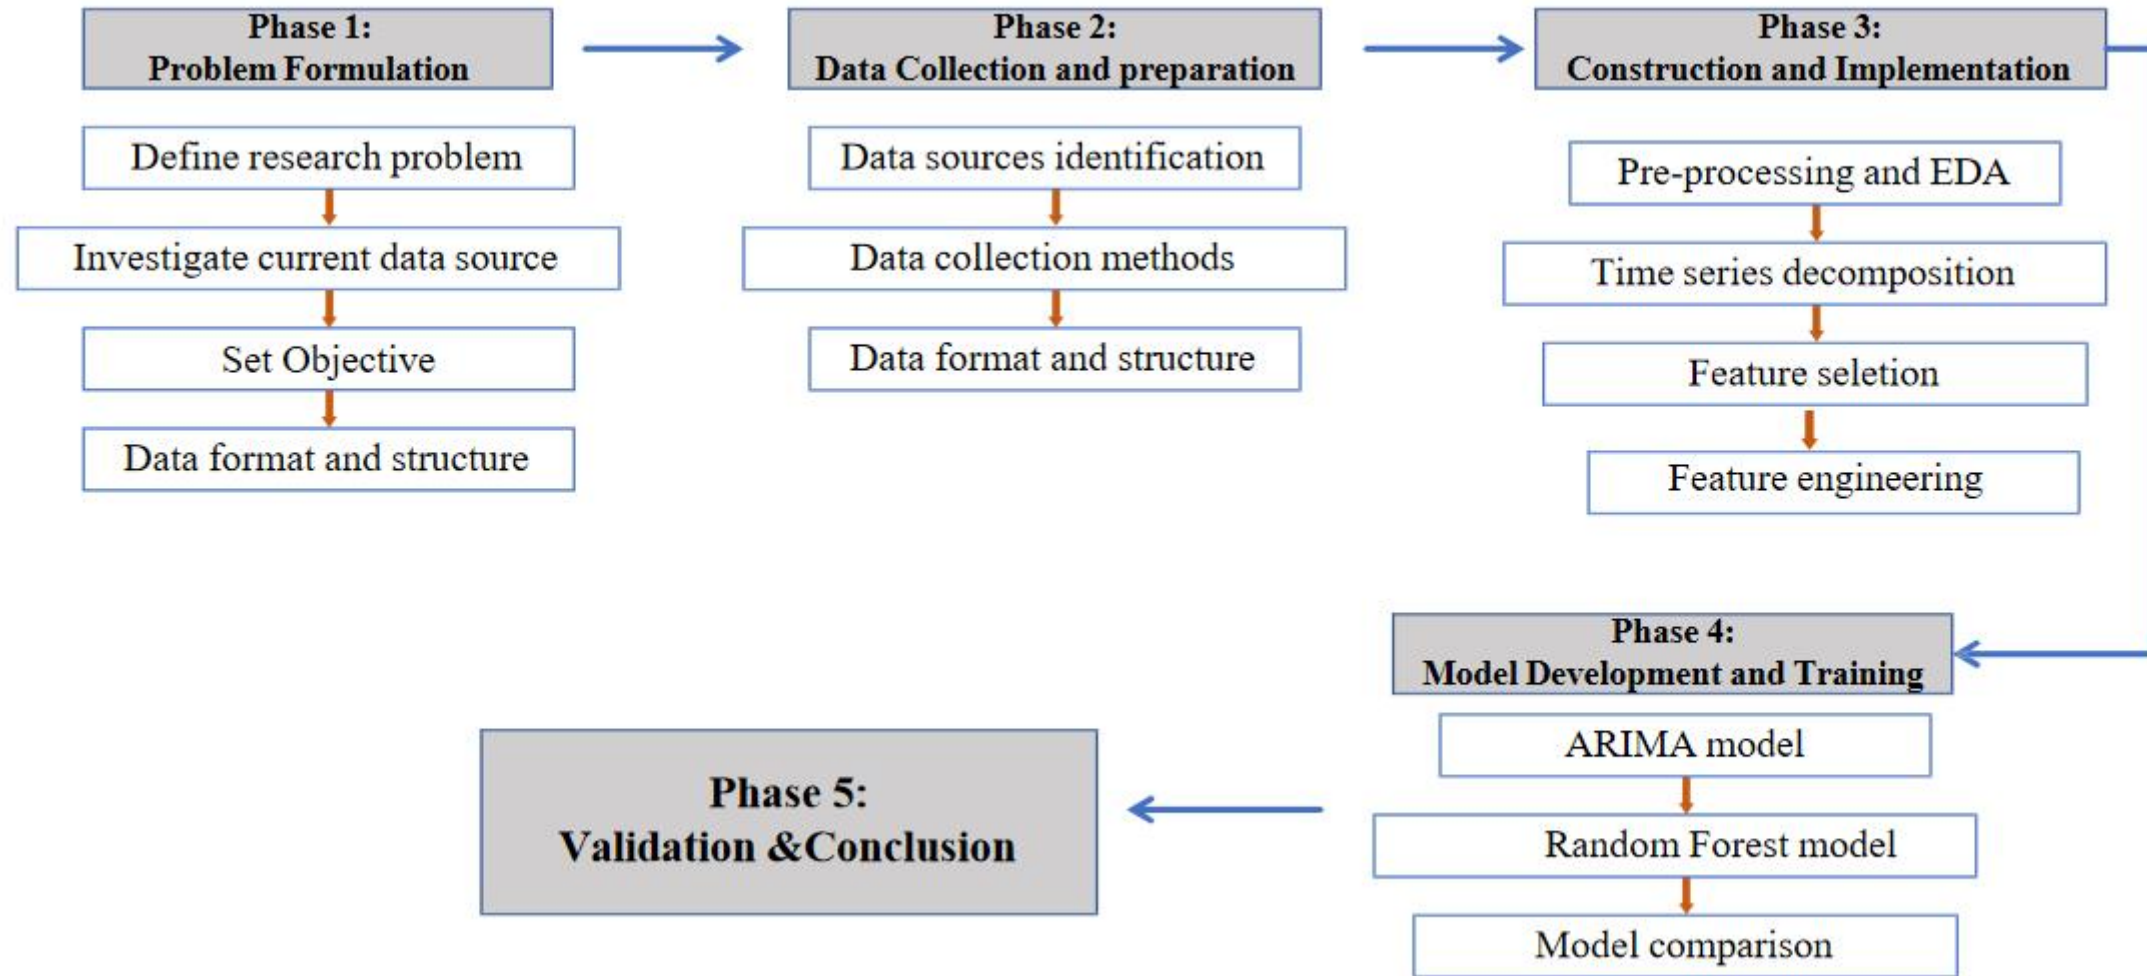 Phase 1:
Problem Formulation
Define research problem
Investigate current data source
Set Objective
Data format and structure
Phase 2:
Data Collection and preparation
Data sources identification
Data collection methods
Data format and structure
Phase 3:
Construction and Implementation
Pre-processing and EDA
Time series decomposition
Feature seletion
Feature engineering
Phase 4:
Model Development and Training
ARIMA model
Random Forest model
Model comparison
Phase 5:
Validation &Conclusion